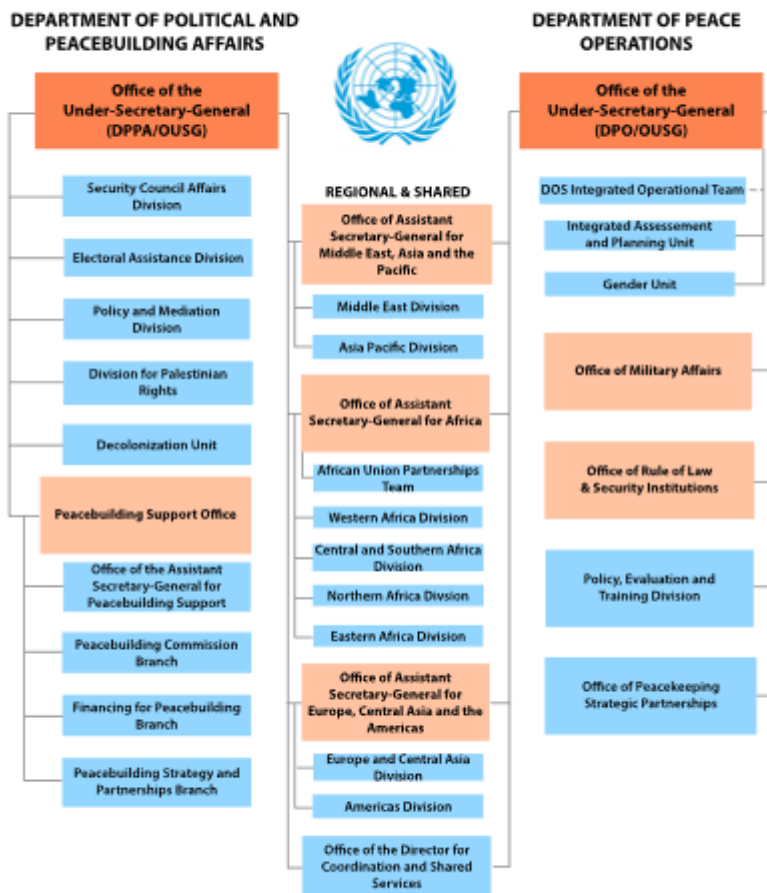 DEPARTMENT OF POLITICAL AND
PEACEBUILDING AFFAIRS
Office of the
Under-Secretary-General
(DPPA/OUSG)
Security Council Affairs
Division
Electoral Assistance Division
Policy and Mediation
Division
Division for Palestinian
Rights
Decolonization Unit
Peacebuilding Support Office
Office of the Assistant
Secretary-General for
Peacebuilding Support
Peacebuilding Commission
Branch
Financing for Peacebuilding
Branch
Peacebuilding Strategy and
Partnerships Branch
REGIONAL & SHARED
Office of Assistant
Secretary-General for
Middle East, Asia and the
Pacific
Middle East Division
Asia Pacific Division
Office of Assistant
Secretary-General for Africa
African Union Partnerships
Team
Western Africa Division
Central and Southern Africa
Division
Northern Africa Divsion
Eastern Africa Division
Office of Assistant
Secretary-General for
Europe, Central Asia and the
Americas
Europe and Central Asia
Division
Americas Division
Office of the Director for
Coordination and Shared
Services
DEPARTMENT OF PEACE
OPERATIONS
Office of the
Under-Secretary-General
(DPO/OUSG)
DOS Integrated Operational Team
Integrated Assessment
and Planning Unit
Gender Unit
Office of Military Affairs
Office of Rule of Law
& Security Institutions
Policy, Evaluation and
Training Division
Office of Peacekeeping
Strategic Partnerships